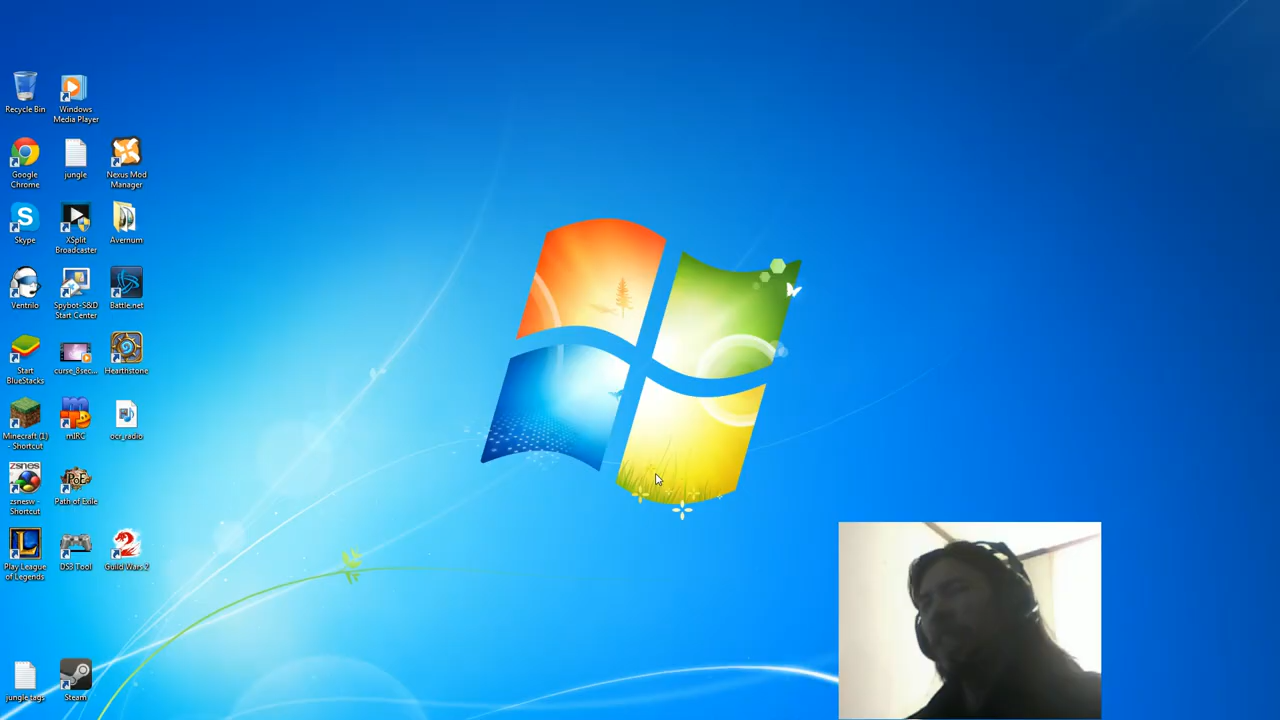 Recycle Bin
Windows
Media Player
Google
Chrome
jungle
Nexus Mod
Manager
Skype
XSplit
Broadcaster
Avernum
Ventrilo
Spybot-S&D
Start Center
Battle.net
Start
BlueStacks
curse_8sec...
Hearthstone
Minecraft (1)
- Shortcut
mIRC
ocr_radio
zsnesw -
Shortcut
Path of Exile
Play League
of Legends
DS3 Tool
Guild Wars 2
jungle tags
Steam